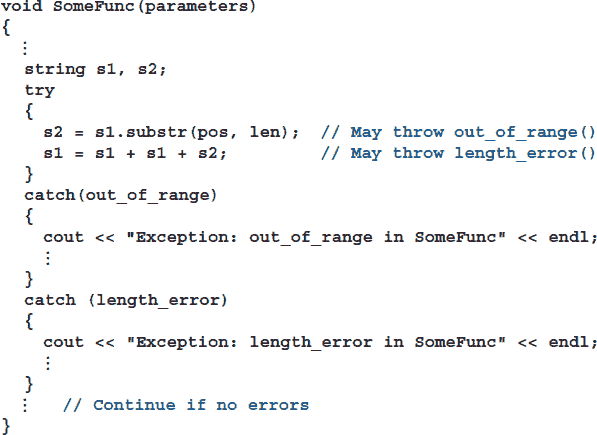 void SomeFunc(parameters)
{
  ⋮
  string s1, s2;
  try
  {
    s2 = s1.substr(pos, len);  // May throw out_of_range()
    s1 = s1 + s1 + s2;         // May throw length_error()
  }
  catch(out_of_range)
  {
    cout << "Exception: out_of_range in SomeFunc" << endl;
    ⋮
  }
  catch (length_error)
  {
    cout << "Exception: length_error in SomeFunc" << endl;
    ⋮
  }
  ⋮   // Continue if no errors
}